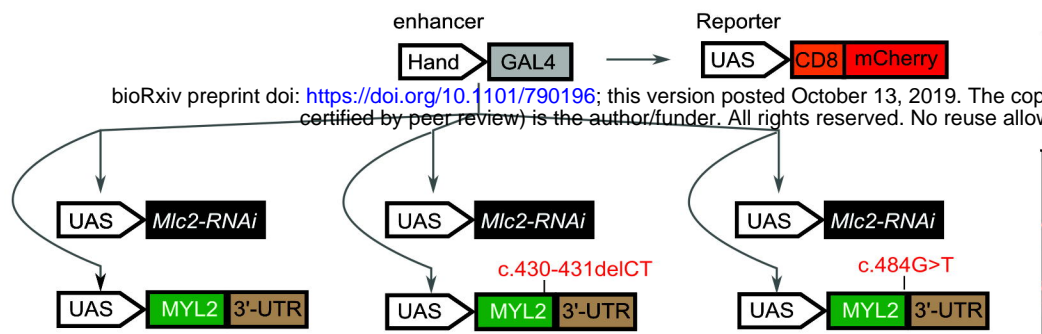 enhancer Reporter
Hand GAL4 UAS CD8 mCherry
bioRxiv preprint doi: https://doi.org/10.1101/790196; this version posted October 13, 2019. The cop
certified by peer review) is the author/funder. All rights reserved. No reuse allow
UAS Mlc2-RNAi UAS Mlc2-RNAi UAS Mlc2-RNAi
c.430-431delCT c.484G>T
UAS MYL2 3'-UTR UAS MYL2 3'-UTR UAS MYL2 3'-UTR